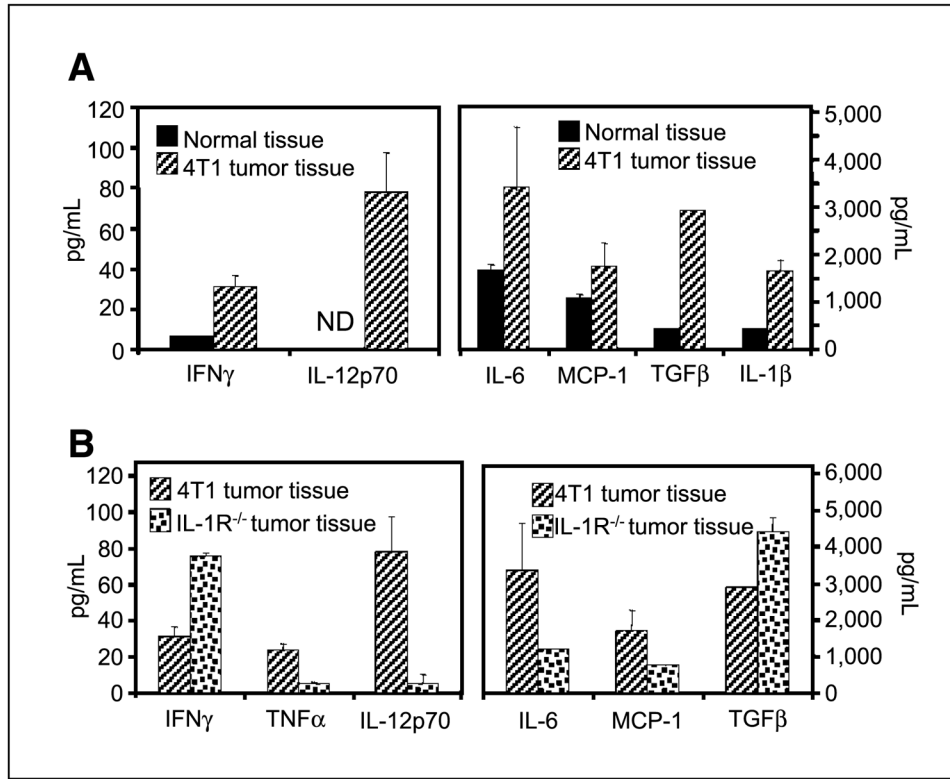 A
120
100
80
60
40
20
0
pg/mL
Normal tissue
4T1 tumor tissue
ND
IFNγ IL-12p70
Normal tissue
4T1 tumor tissue
5,000
4,000
3,000
2,000
1,000
0
pg/mL
IL-6 MCP-1 TGFβ IL-1β
B
120
100
80
60
40
20
0
pg/mL
4T1 tumor tissue
IL-1R-/- tumor tissue
IFNγ TNFα IL-12p70
4T1 tumor tissue
IL-1R-/- tumor tissue
6,000
5,000
4,000
3,000
2,000
1,000
0
pg/mL
IL-6 MCP-1 TGFβ